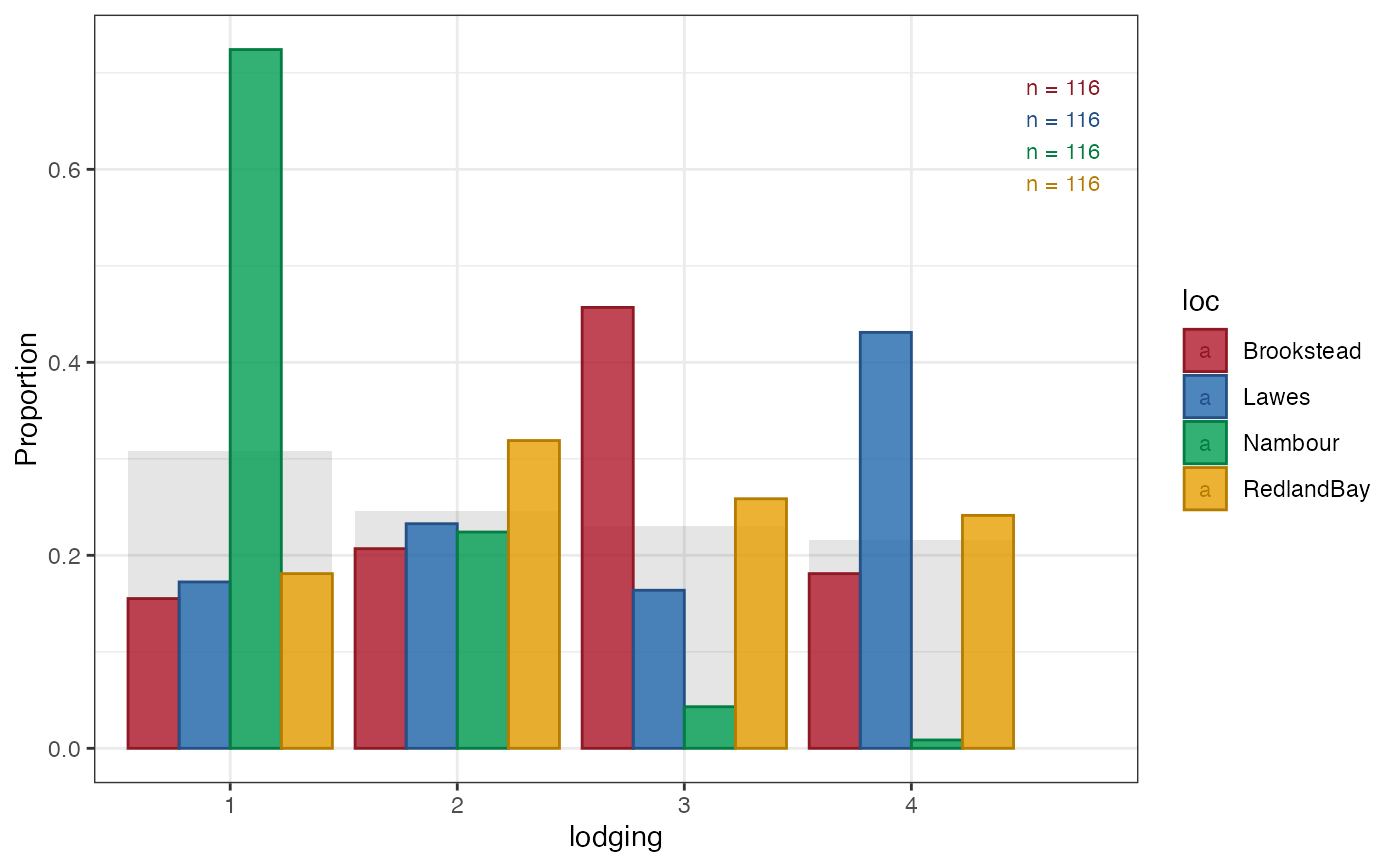 n = 116
n = 116
n = 116
n = 116
0.6
0.4
0.2
0.0
Proportion
1 2 3 4
lodging
loc
a Brookstead
a Lawes
a Nambour
a RedlandBay